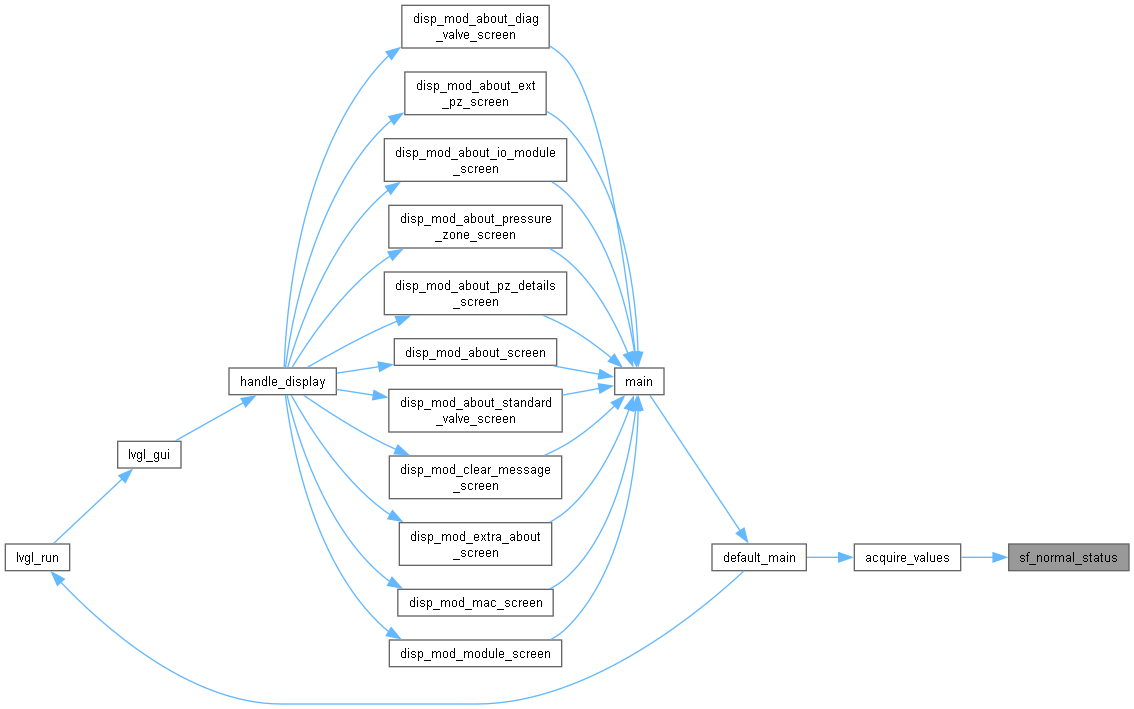 disp_mod_about_diag
_valve_screen
disp_mod_about_ext
_pz_screen
disp_mod_about_io_module
_screen
disp_mod_about_pressure
_zone_screen
disp_mod_about_pz_details
_screen
disp_mod_about_screen
handle_display
main
disp_mod_about_standard
_valve_screen
lvgl_gui
disp_mod_clear_message
_screen
disp_mod_extra_about
_screen
lvgl_run
default_main
acquire_values
sf_normal_status
disp_mod_mac_screen
disp_mod_module_screen